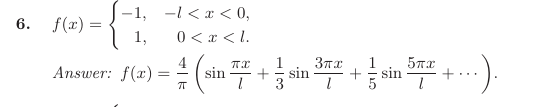 6. f(x) = { −1, −l < x < 0,
1, 0 < x < l.
Answer: f(x) = 4/π ( sin πx/l + 1/3 sin 3πx/l + 1/5 sin 5πx/l + ⋯ ).